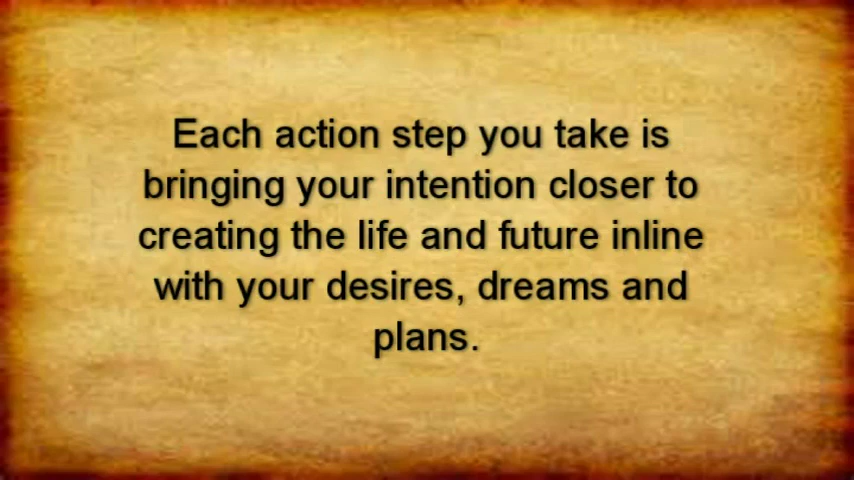 Each action step you take is
bringing your intention closer to
creating the life and future inline
with your desires, dreams and
plans.